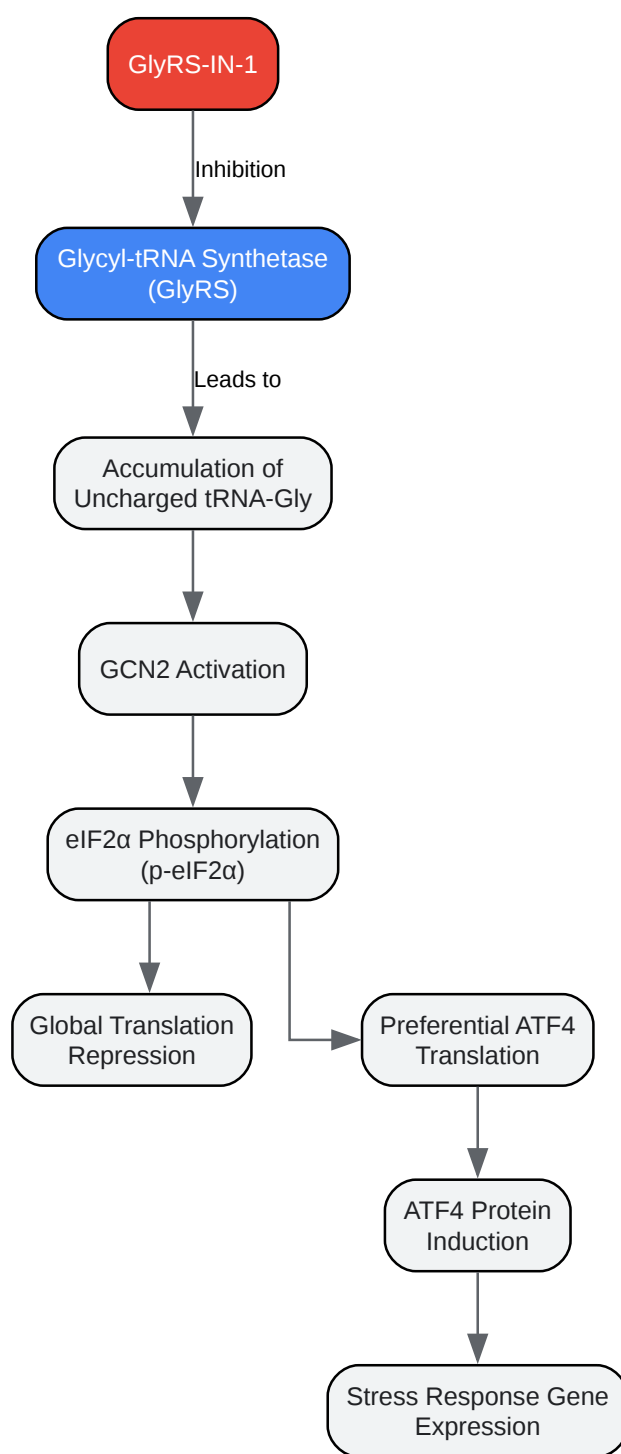 GlyRS-IN-1
Inhibition
Glycyl-tRNA Synthetase
(GlyRS)
Leads to
Accumulation of
Uncharged tRNA-Gly
GCN2 Activation
eIF2α Phosphorylation
(p-eIF2α)
Global Translation
Repression
Preferential ATF4
Translation
ATF4 Protein
Induction
Stress Response Gene
Expression